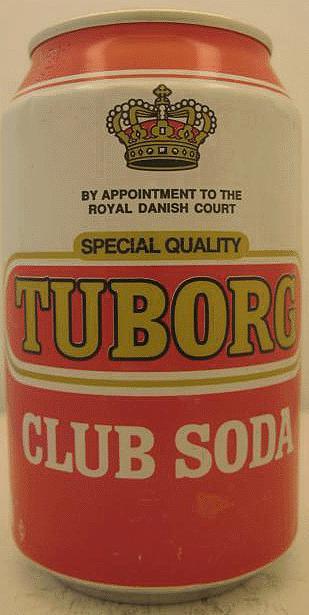 BY APPOINTMENT TO THE
ROYAL DANISH COURT
SPECIAL QUALITY
TUBORG
CLUB SODA